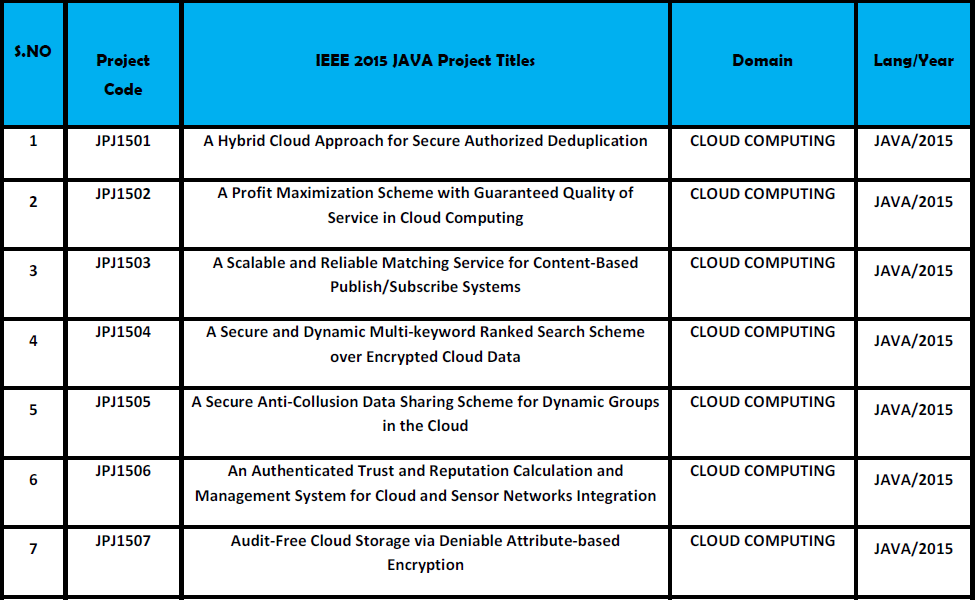 S.NO Project Code IEEE 2015 JAVA Project Titles Domain Lang/Year
1 JPJ1501 A Hybrid Cloud Approach for Secure Authorized Deduplication CLOUD COMPUTING JAVA/2015
2 JPJ1502 A Profit Maximization Scheme with Guaranteed Quality of
Service in Cloud Computing CLOUD COMPUTING JAVA/2015
3 JPJ1503 A Scalable and Reliable Matching Service for Content-Based
Publish/Subscribe Systems CLOUD COMPUTING JAVA/2015
4 JPJ1504 A Secure and Dynamic Multi-keyword Ranked Search Scheme
over Encrypted Cloud Data CLOUD COMPUTING JAVA/2015
5 JPJ1505 A Secure Anti-Collusion Data Sharing Scheme for Dynamic Groups
in the Cloud CLOUD COMPUTING JAVA/2015
6 JPJ1506 An Authenticated Trust and Reputation Calculation and
Management System for Cloud and Sensor Networks Integration CLOUD COMPUTING JAVA/2015
7 JPJ1507 Audit-Free Cloud Storage via Deniable Attribute-based
Encryption CLOUD COMPUTING JAVA/2015